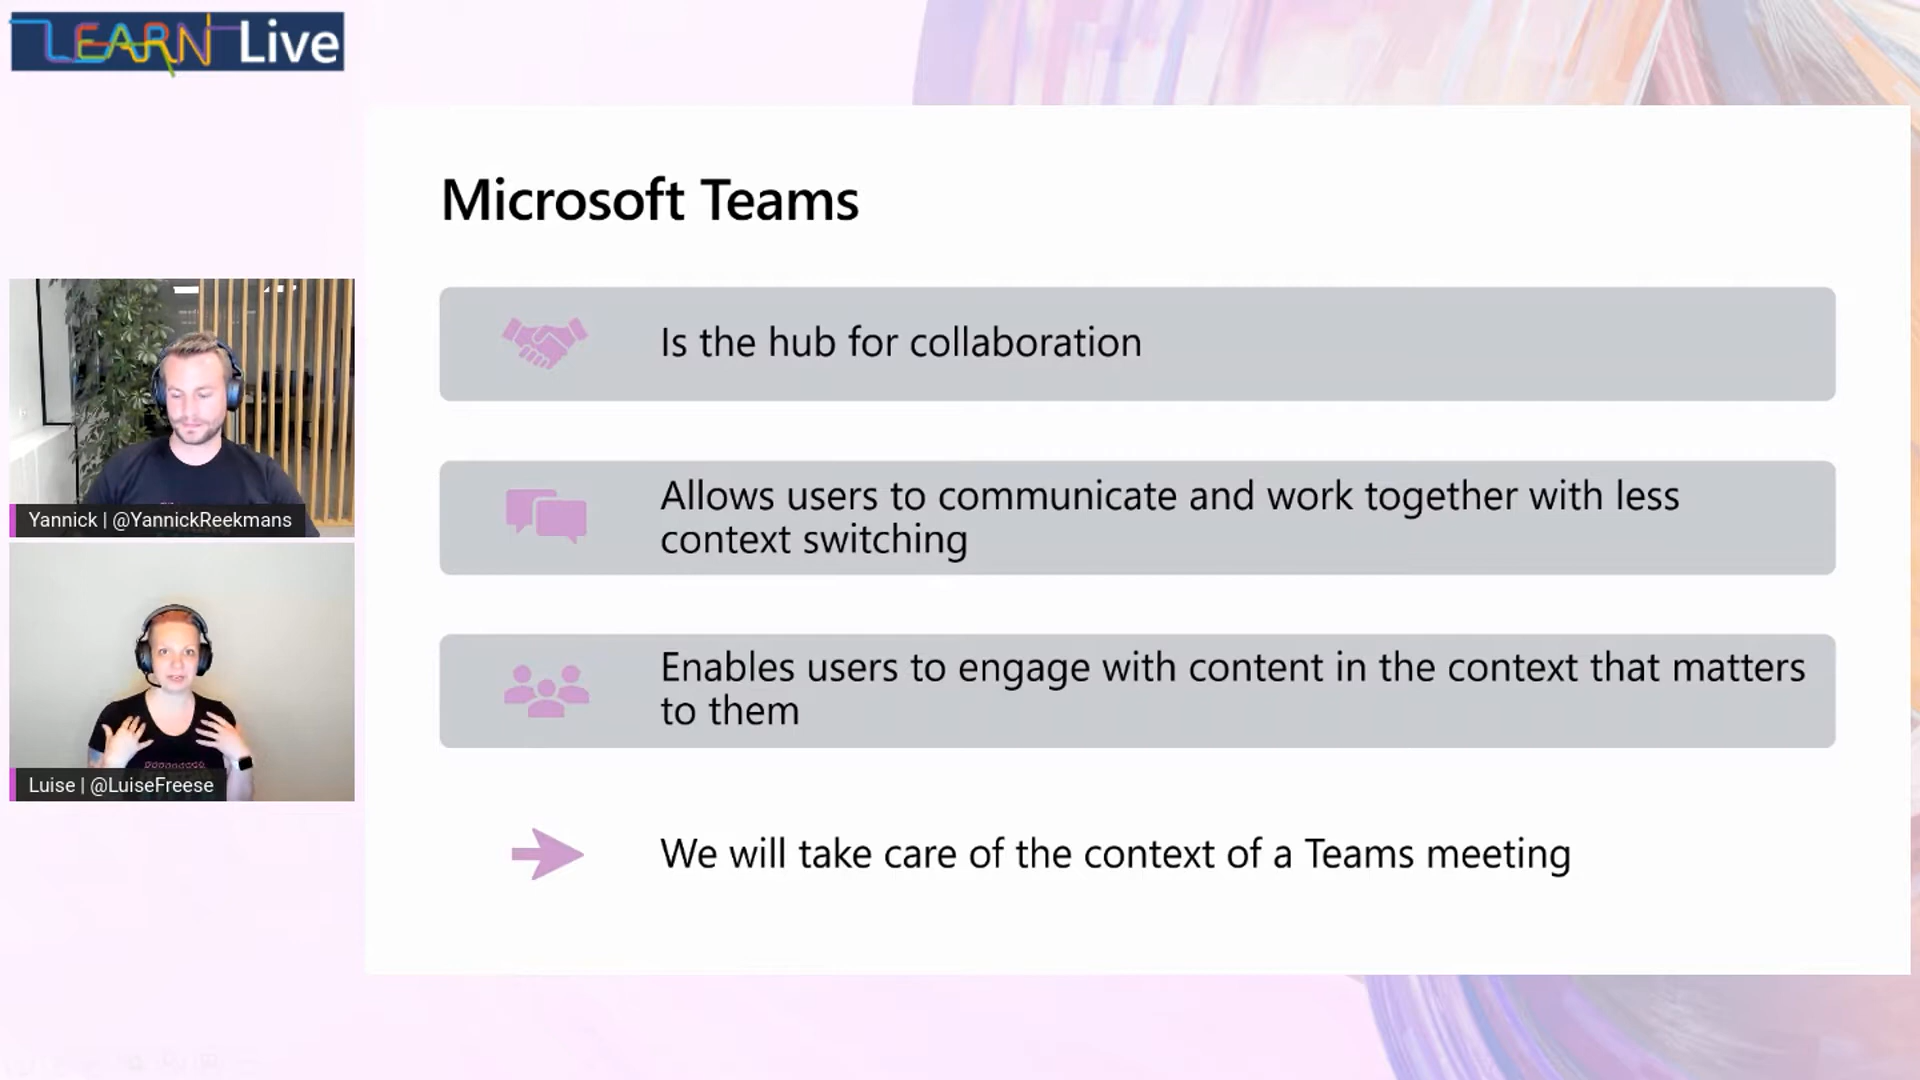 LEARN Live
Microsoft Teams
Is the hub for collaboration
Allows users to communicate and work together with less
context switching
Enables users to engage with content in the context that matters
to them
We will take care of the context of a Teams meeting
Yannick | @YannickReekmans
Luise | @LuiseFreese